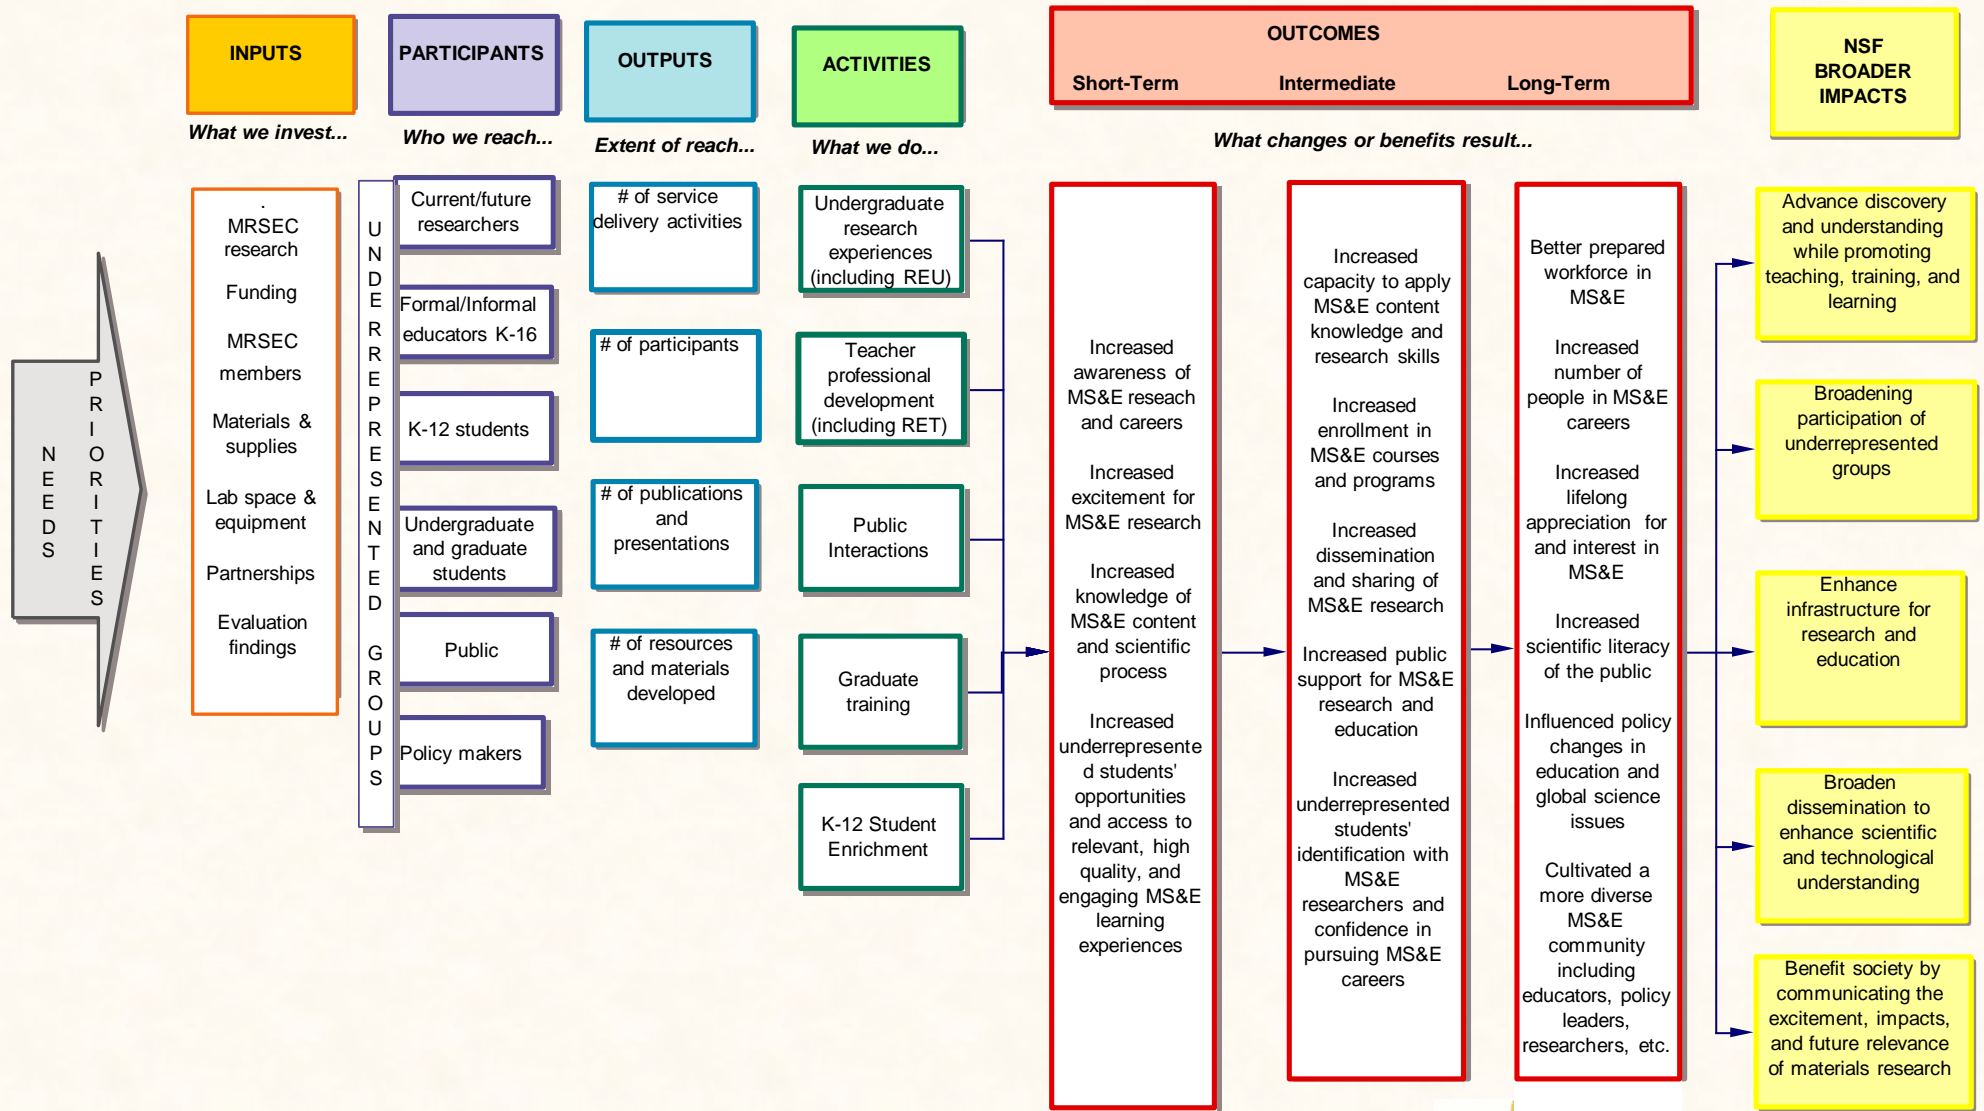 INPUTS
PARTICIPANTS
OUTPUTS
ACTIVITIES
OUTCOMES
Short-Term Intermediate Long-Term
NSF
BROADER
IMPACTS
What we invest...
Who we reach...
Extent of reach...
What we do...
What changes or benefits result...
NEEDS
PRIORITIES
.
MRSEC
research
Funding
MRSEC
members
Materials &
supplies
Lab space &
equipment
Partnerships
Evaluation
findings
UNDERREPRESENTED GROUPS
Current/future
researchers
Formal/Informal
educators K-16
K-12 students
Undergraduate
and graduate
students
Public
Policy makers
# of service
delivery activities
# of participants
# of publications
and
presentations
# of resources
and materials
developed
Undergraduate
research
experiences
(including REU)
Teacher
professional
development
(including RET)
Public
Interactions
Graduate
training
K-12 Student
Enrichment
Increased
awareness of
MS&E reseach
and careers
Increased
excitement for
MS&E research
Increased
knowledge of
MS&E content
and scientific
process
Increased
underrepresente
d students'
opportunities
and access to
relevant, high
quality, and
engaging MS&E
learning
experiences
Increased
capacity to apply
MS&E content
knowledge and
research skills
Increased
enrollment in
MS&E courses
and programs
Increased
dissemination
and sharing of
MS&E research
Increased public
support for MS&E
research and
education
Increased
underrepresented
students'
identification with
MS&E
researchers and
confidence in
pursuing MS&E
careers
Better prepared
workforce in
MS&E
Increased
number of
people in MS&E
careers
Increased
lifelong
appreciation for
and interest in
MS&E
Increased
scientific literacy
of the public
Influenced policy
changes in
education and
global science
issues
Cultivated a
more diverse
MS&E
community
including
educators, policy
leaders,
researchers, etc.
Advance discovery
and understanding
while promoting
teaching, training, and
learning
Broadening
participation of
underrepresented
groups
Enhance
infrastructure for
research and
education
Broaden
dissemination to
enhance scientific
and technological
understanding
Benefit society by
communicating the
excitement, impacts,
and future relevance
of materials research